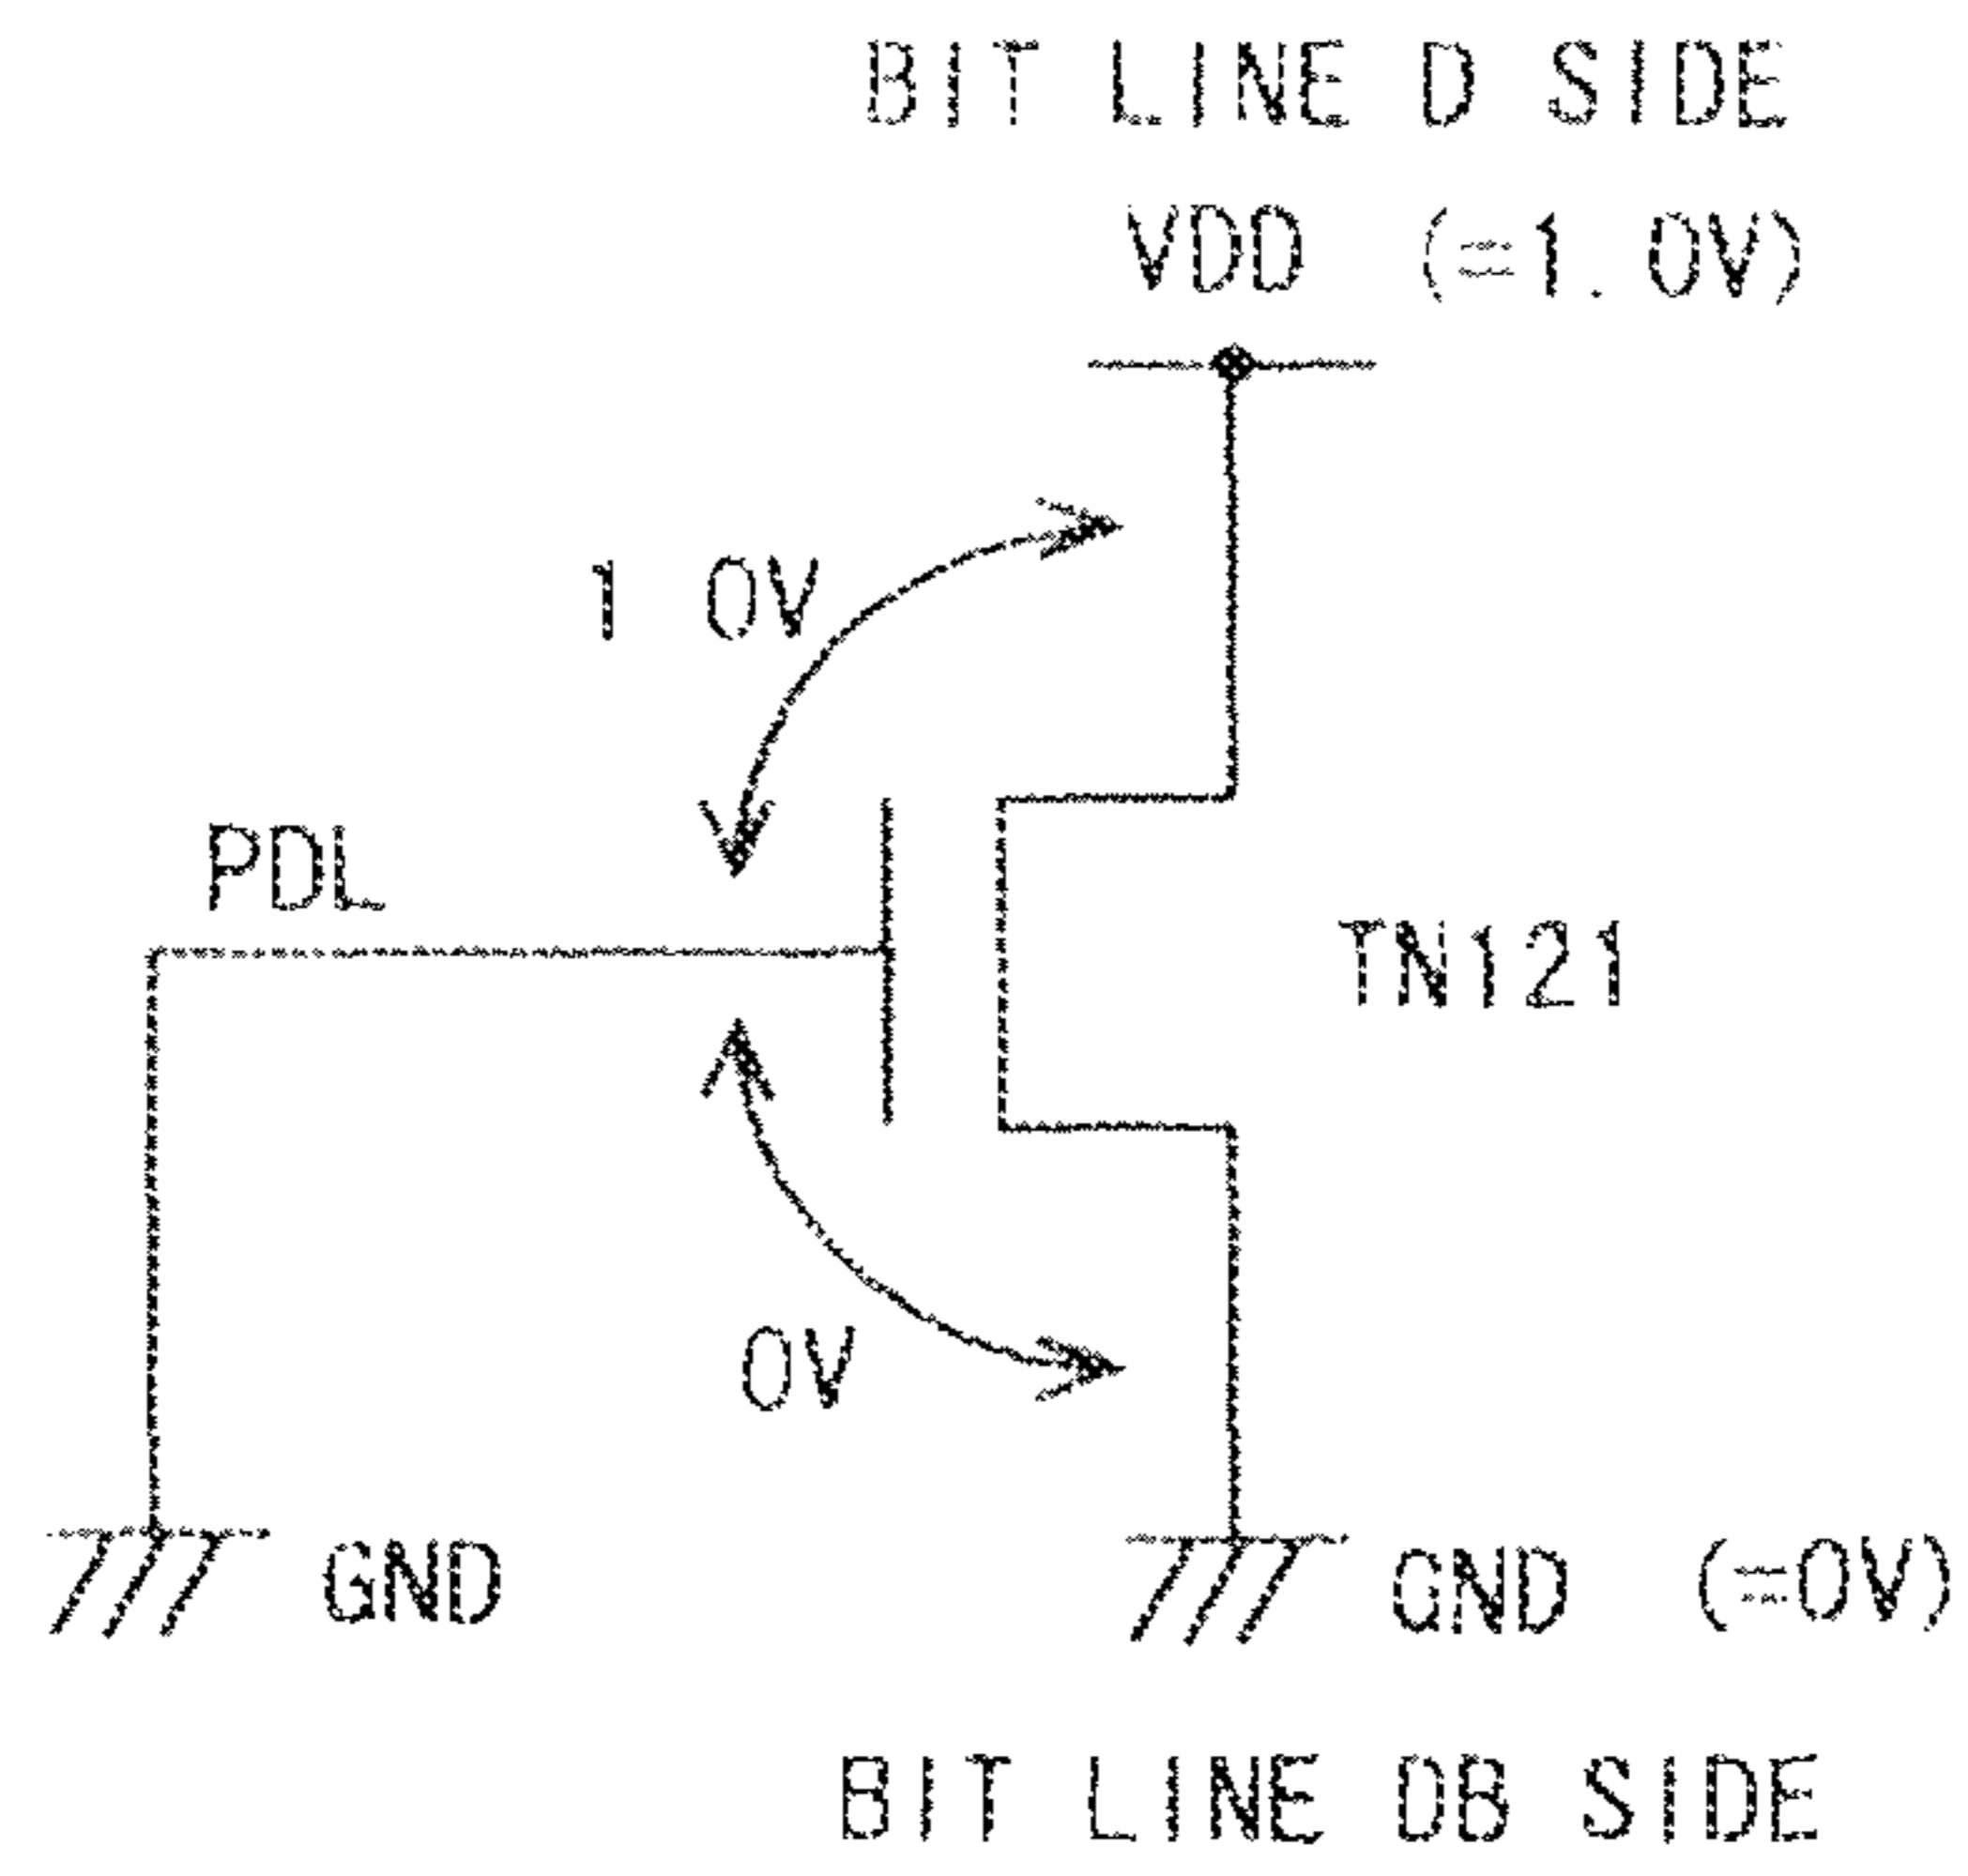 BIT LINE D SIDE
VDD (=1.0V)
1 0V
PDL
TN121
0V
GND
GND (=0V)
BIT LINE DB SIDE